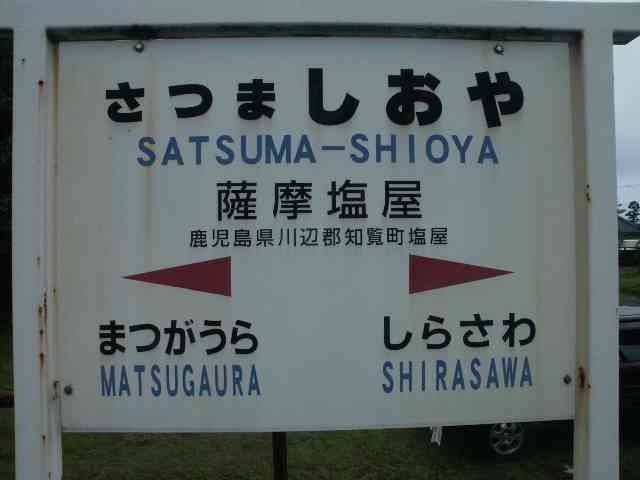 さつましおや
SATSUMA-SHIOYA
薩摩塩屋
鹿児島県川辺郡知覧町塩屋
まつがうら しらさわ
MATSUGAURA SHIRASAWA